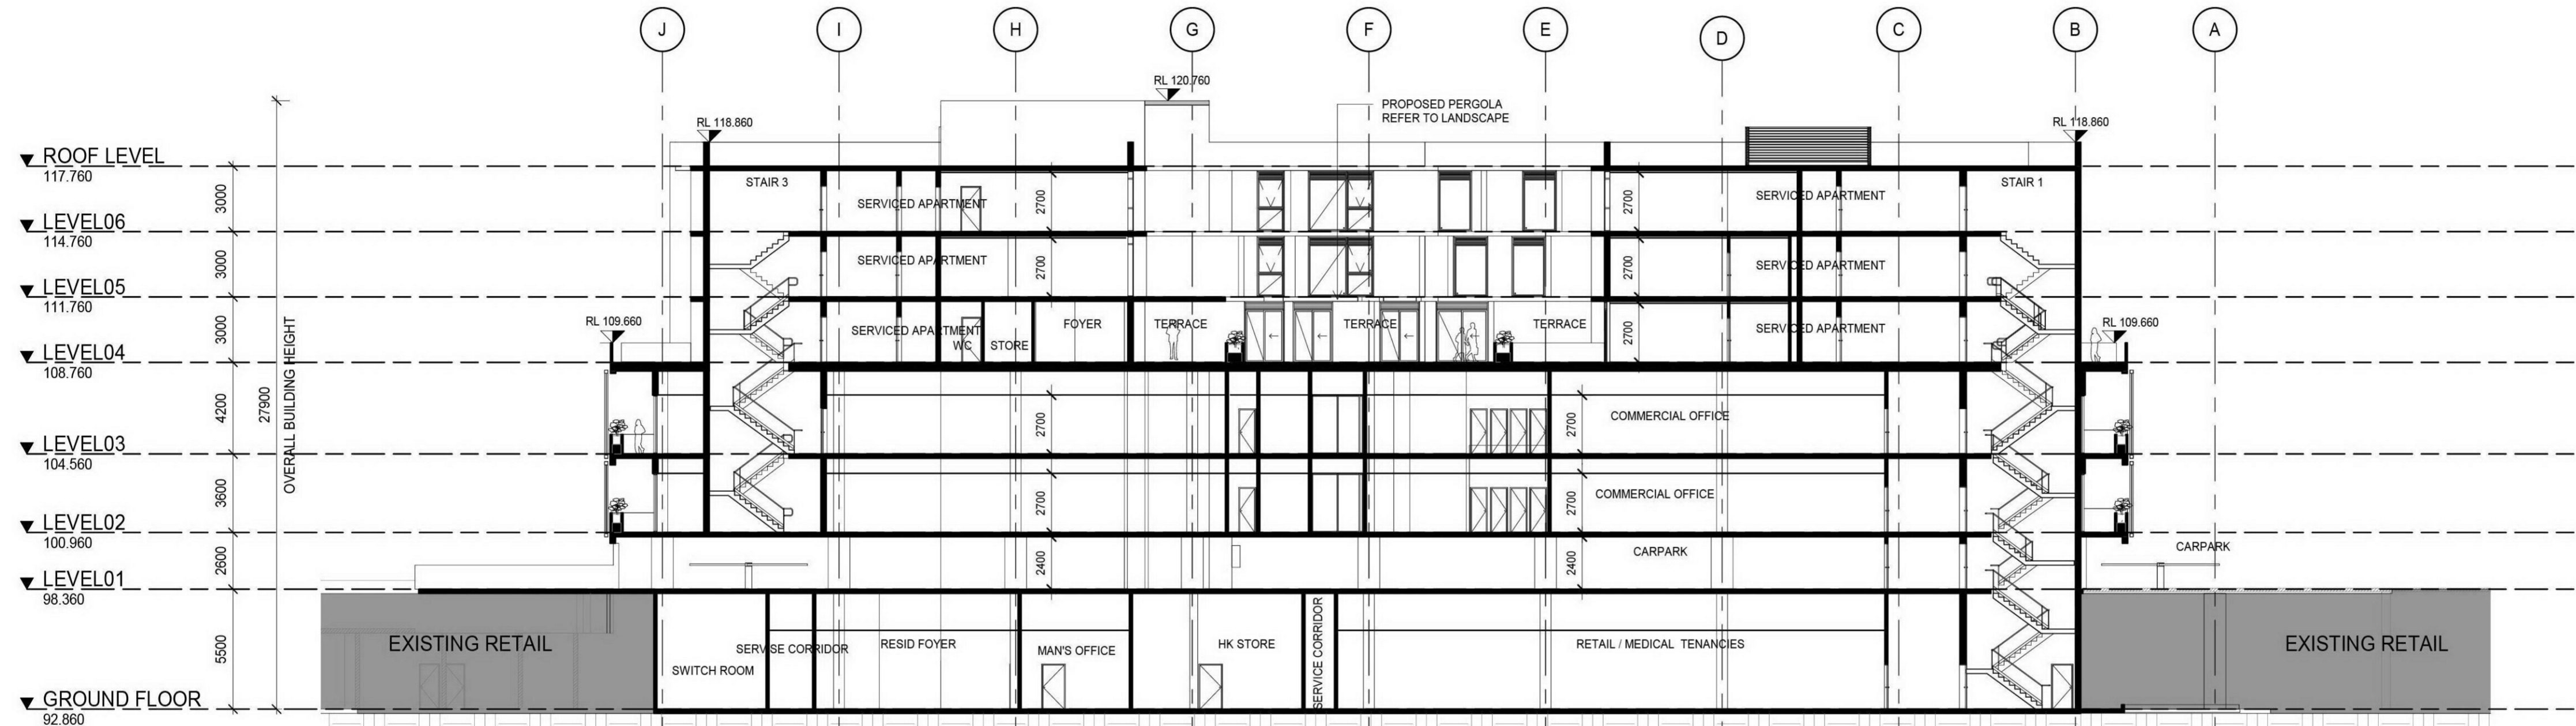 J
I
H
G
F
E
D
C
B
A
RL 120.760
PROPOSED PERGOLA
REFER TO LANDSCAPE
RL 118.860
RL 118.860
ROOF LEVEL
117.760
STAIR 3
STAIR 1
3000
SERVICED APARTMENT
2700
2700
SERVICED APARTMENT
LEVEL06
114.760
3000
SERVICED APARTMENT
2700
2700
SERVICED APARTMENT
LEVEL05
111.760
3000
RL 109.660
SERVICED APARTMENT
WC
STORE
FOYER
TERRACE
TERRACE
TERRACE
2700
SERVICED APARTMENT
RL 109.660
LEVEL04
108.760
4200
27900
OVERALL BUILDING HEIGHT
2700
2700
COMMERCIAL OFFICE
LEVEL03
104.560
3600
2700
2700
COMMERCIAL OFFICE
LEVEL02
100.960
2600
2400
2400
CARPARK
CARPARK
LEVEL01
98.360
5500
EXISTING RETAIL
SWITCH ROOM
SERVISE CORRIDOR
RESID FOYER
MAN'S OFFICE
HK STORE
SERVICE CORRIDOR
RETAIL / MEDICAL TENANCIES
EXISTING RETAIL
GROUND FLOOR
92.860